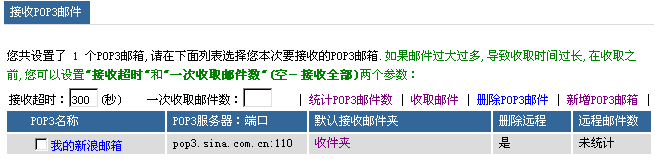 接收POP3邮件
您共设置了 1 个POP3邮箱,请在下面列表选择您本次要接收的POP3邮箱.如果邮件过大过多,导致收取时间过长,在收取之
前,您可以设置"接收超时"和"一次收取邮件数"(空－接收全部)两个参数：
接收超时：300 (秒) 一次收取邮件数： | 统计POP3邮件数 | 收取邮件 | 删除POP3邮件 | 新增POP3邮箱 |
POP3名称 POP3服务器：端口 默认接收邮件夹 删除远程 远程邮件数
我的新浪邮箱 pop3.sina.com.cn:110 收件夹 是 未统计